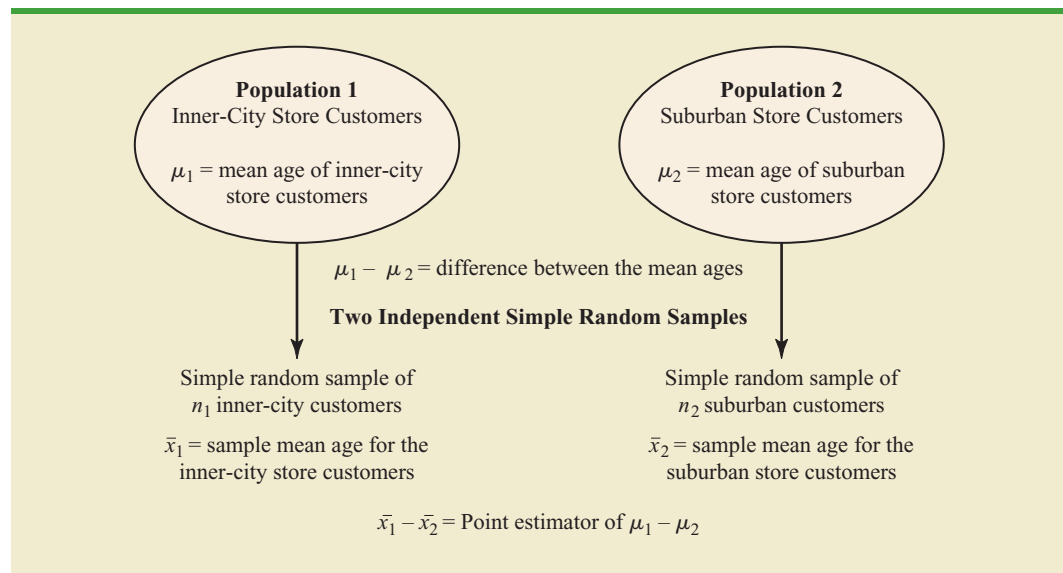 Population 1
Inner-City Store Customers
μ1 = mean age of inner-city
store customers
Population 2
Suburban Store Customers
μ2 = mean age of suburban
store customers
μ1 – μ2 = difference between the mean ages
Two Independent Simple Random Samples
Simple random sample of
n1 inner-city customers
x̄1 = sample mean age for the
inner-city store customers
Simple random sample of
n2 suburban customers
x̄2 = sample mean age for the
suburban store customers
x̄1 – x̄2 = Point estimator of μ1 – μ2